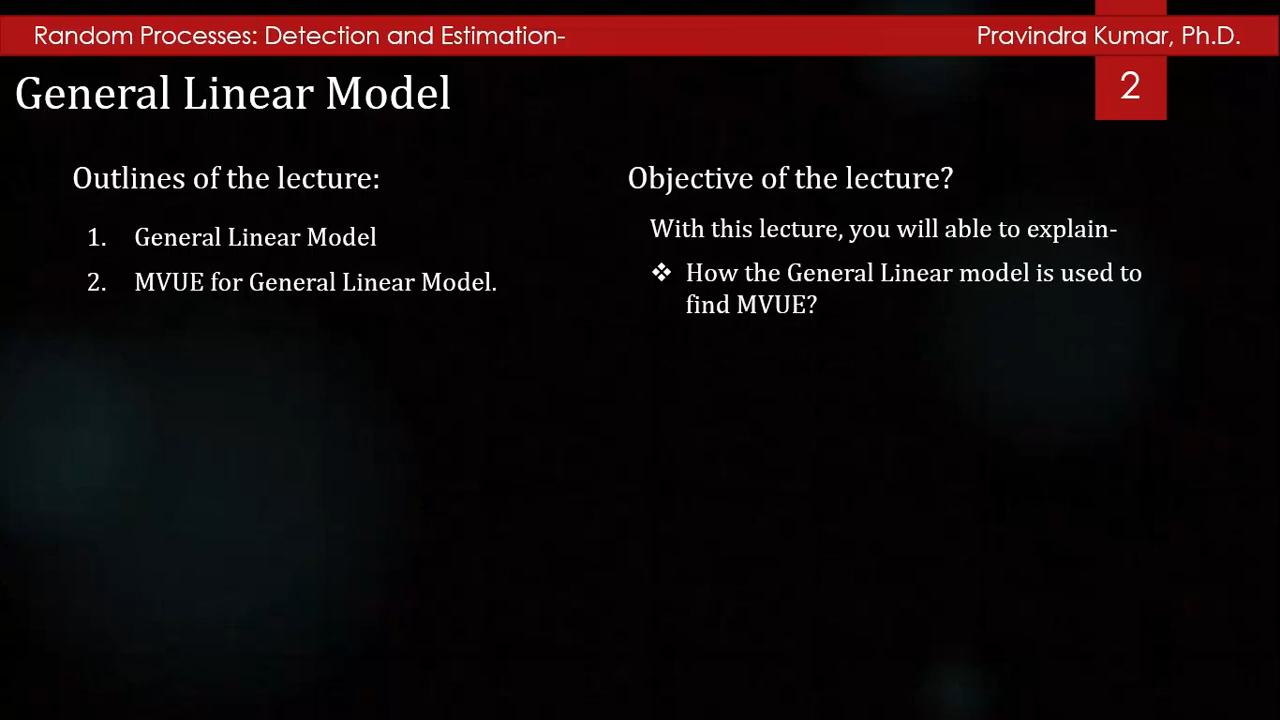 Random Processes: Detection and Estimation-
Pravindra Kumar, Ph.D.
General Linear Model
2
Outlines of the lecture:
1. General Linear Model
2. MVUE for General Linear Model.
Objective of the lecture?
With this lecture, you will able to explain-
❖ How the General Linear model is used to
find MVUE?